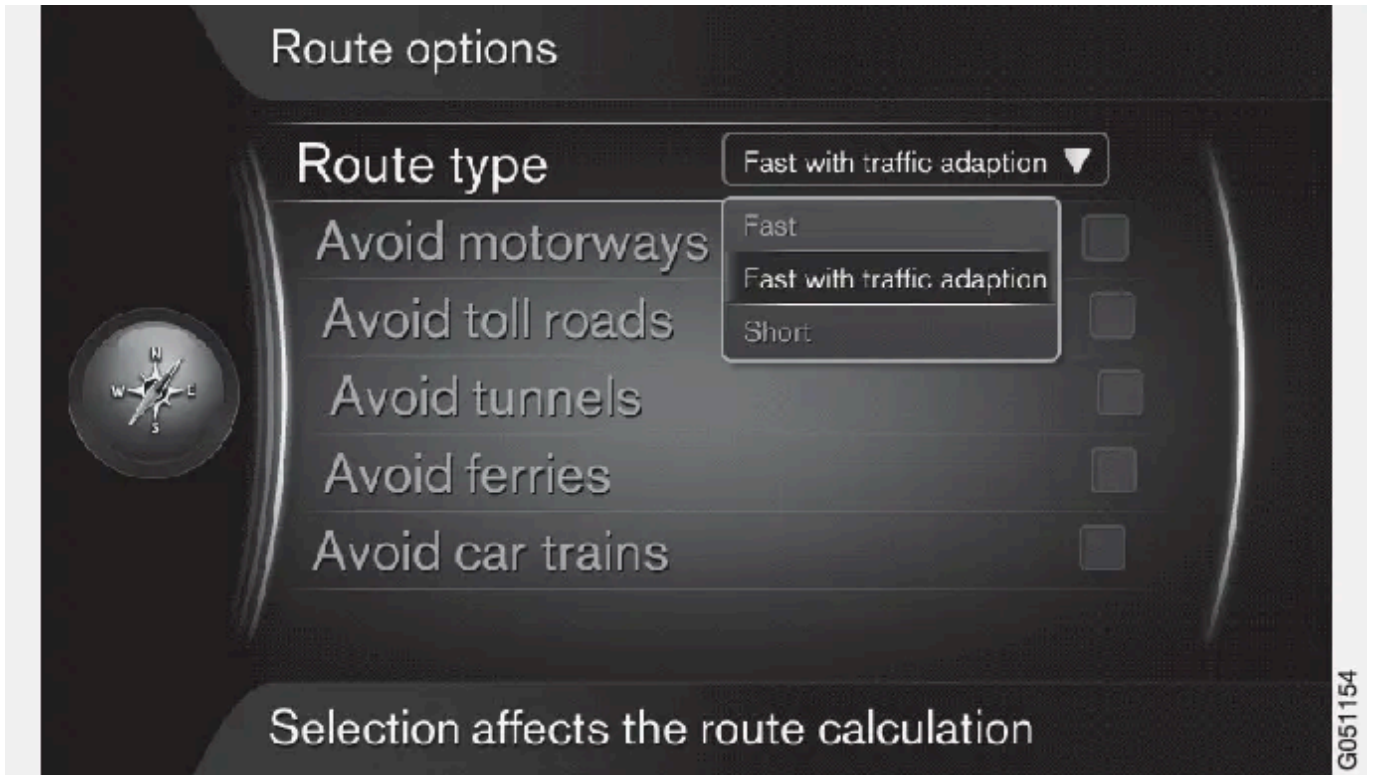 Route options
Route type
Fast with traffic adaption
Fast
Avoid motorways
Fast with traffic adaption
Avoid toll roads
Short
Avoid tunnels
Avoid ferries
Avoid car trains
N
W
E
S
Selection affects the route calculation
G051154